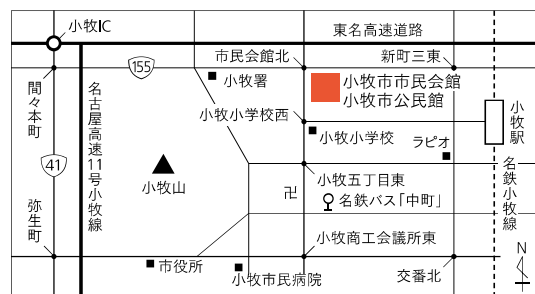 小牧IC
東名高速道路
市民会館北
新町三東
155
小牧署
小牧市市民会館
小牧市公民館
間々本町
名古屋高速11号小牧線
小牧小学校西
小牧駅
小牧小学校
ラピオ
41
小牧山
小牧五丁目東
名鉄小牧線
卍
名鉄バス「中町」
弥生町
小牧商工会議所東
N
市役所
小牧市民病院
交番北